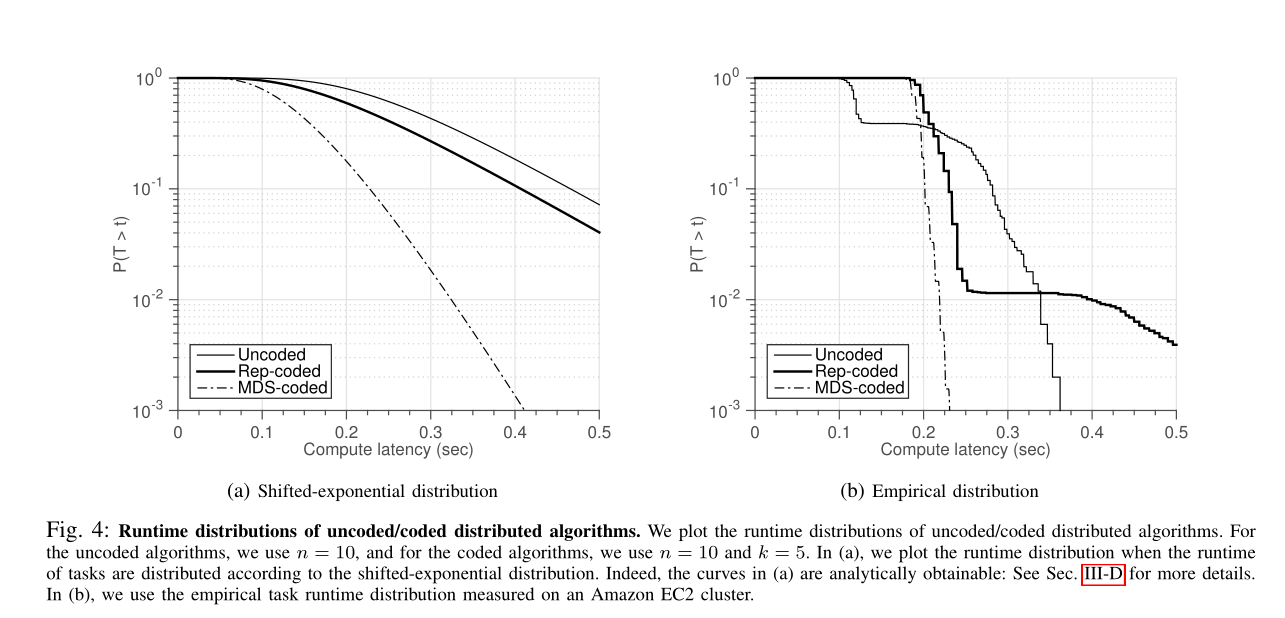 10^0
10^-1
10^-2
10^-3
P(T > t)
Uncoded
Rep-coded
MDS-coded
0 0.1 0.2 0.3 0.4 0.5
Compute latency (sec)
(a) Shifted-exponential distribution
10^0
10^-1
10^-2
10^-3
P(T > t)
Uncoded
Rep-coded
MDS-coded
0 0.1 0.2 0.3 0.4 0.5
Compute latency (sec)
(b) Empirical distribution
Fig. 4: Runtime distributions of uncoded/coded distributed algorithms. We plot the runtime distributions of uncoded/coded distributed algorithms. For
the uncoded algorithms, we use n = 10, and for the coded algorithms, we use n = 10 and k = 5. In (a), we plot the runtime distribution when the runtime
of tasks are distributed according to the shifted-exponential distribution. Indeed, the curves in (a) are analytically obtainable: See Sec. III-D for more details.
In (b), we use the empirical task runtime distribution measured on an Amazon EC2 cluster.